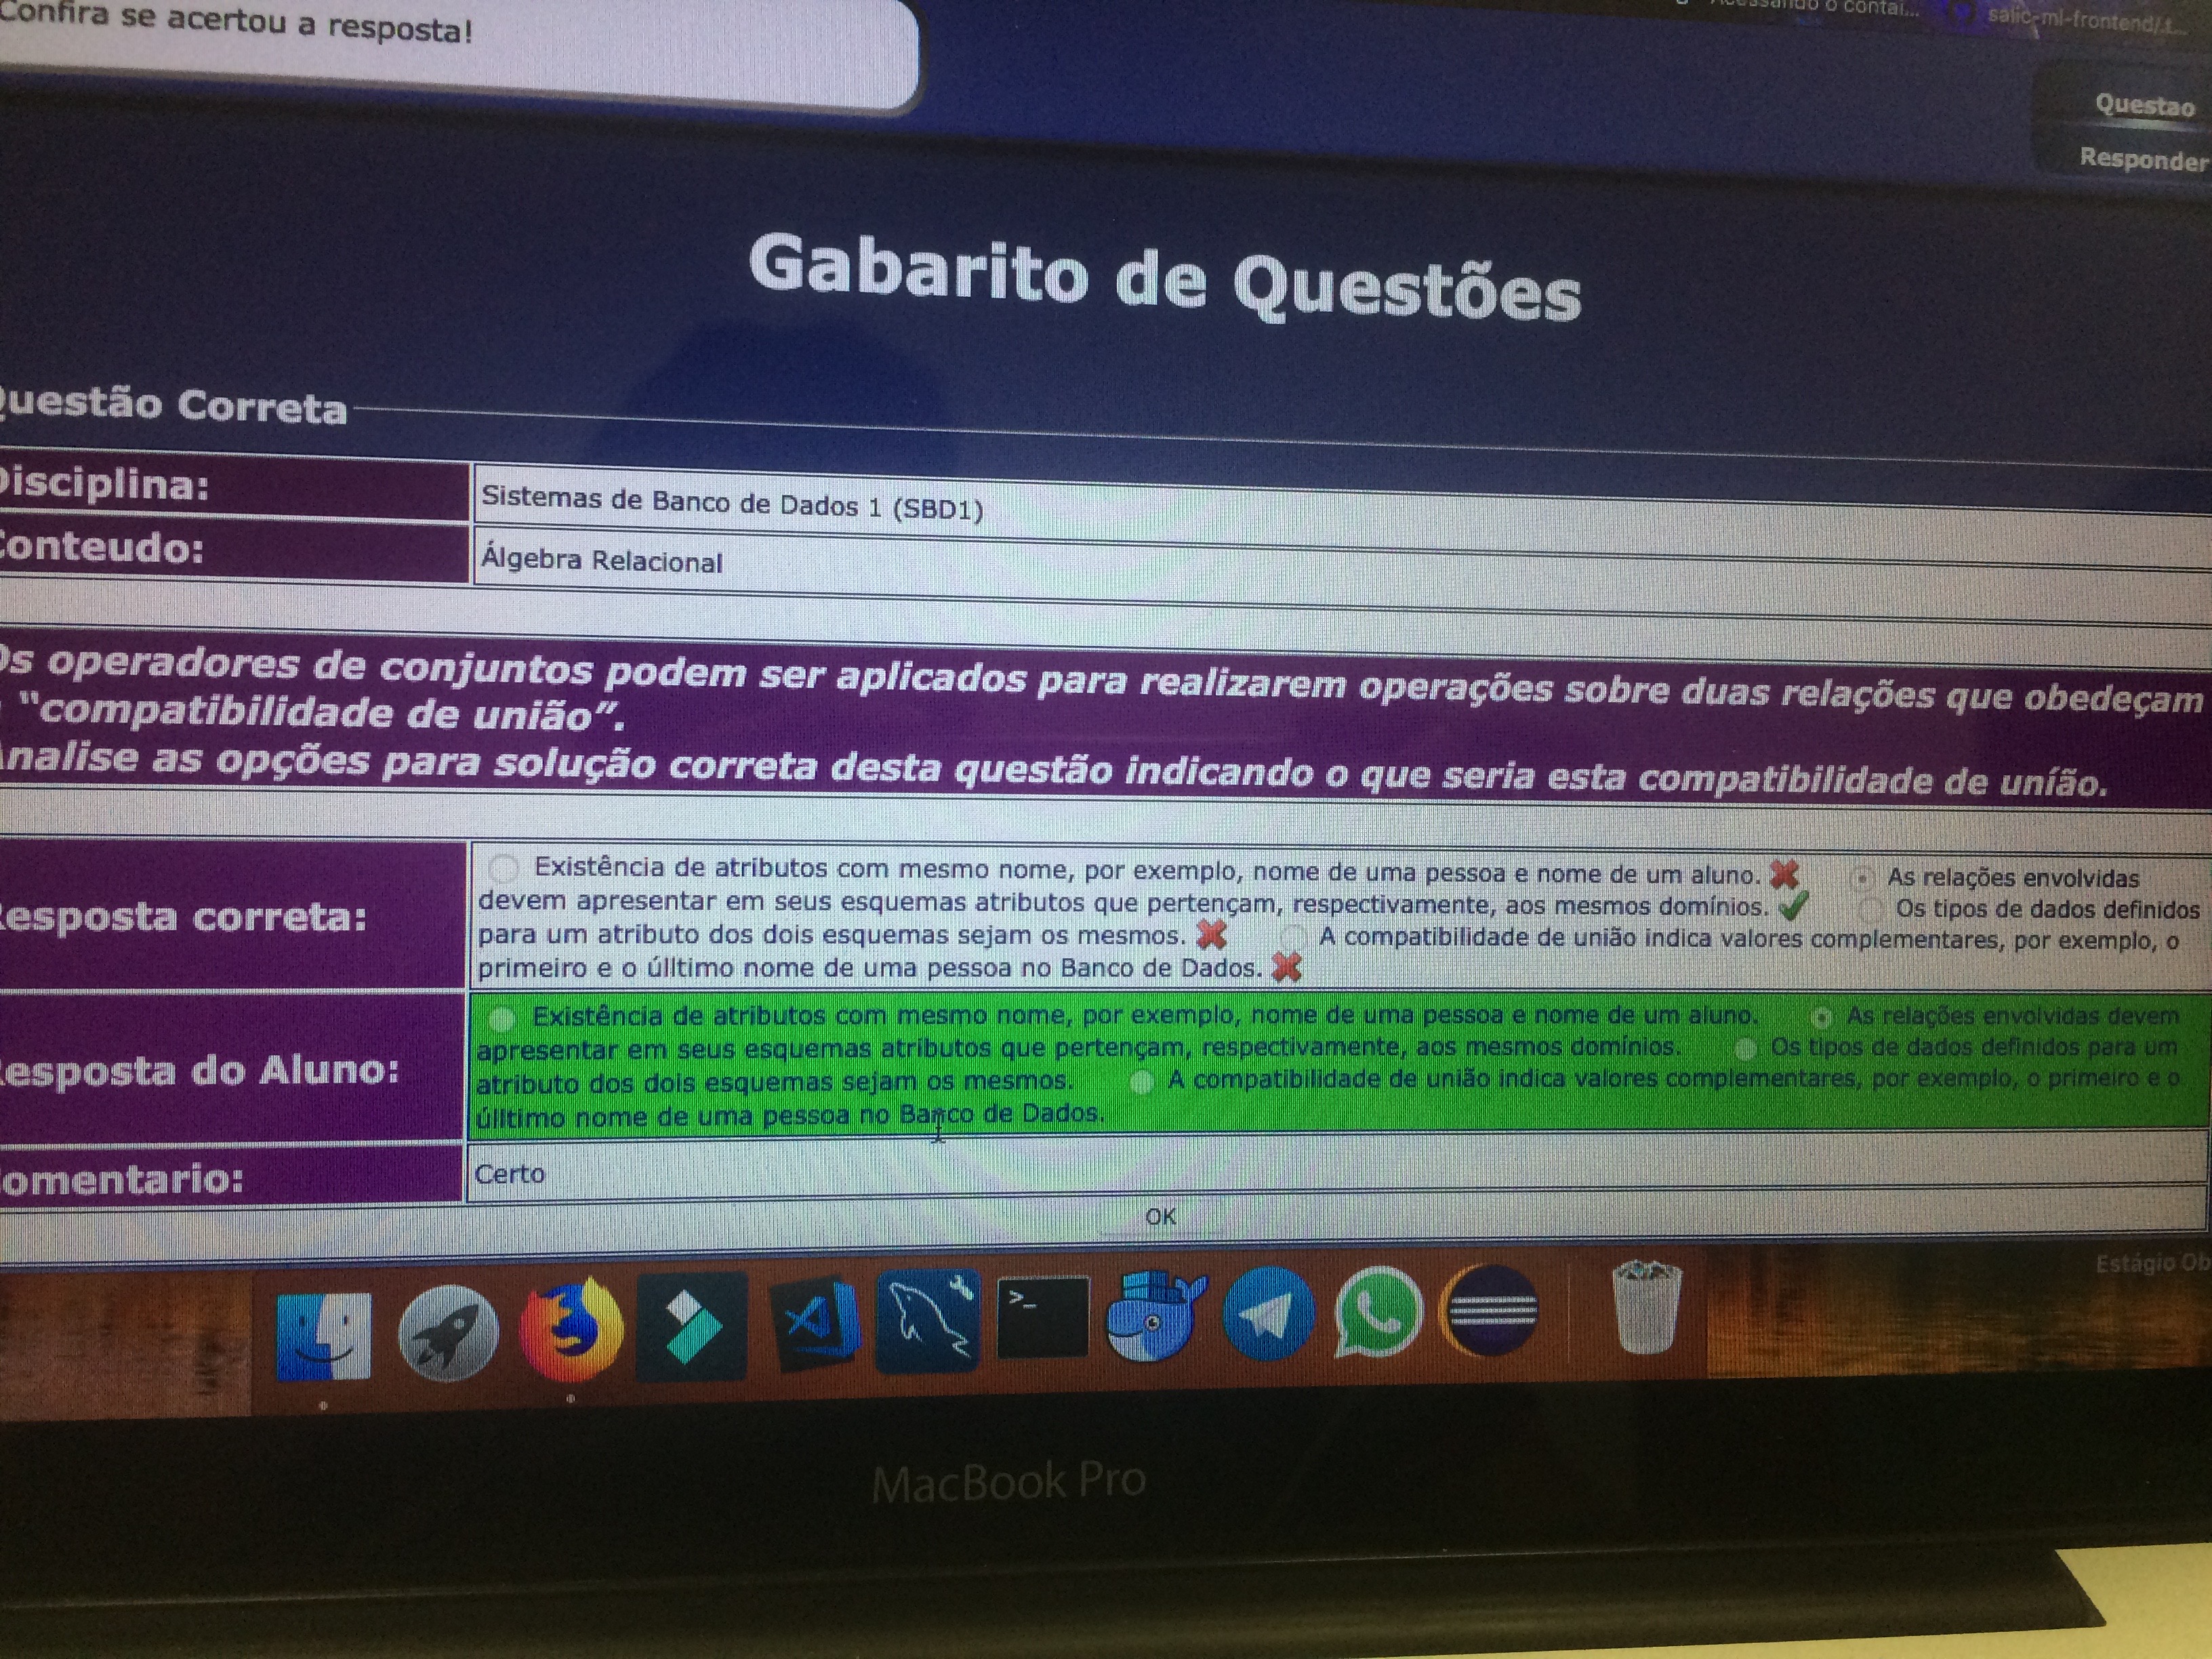 Confira se acertou a resposta!
Acessando o contai...
salic-ml-frontend/.t...
Questao
Responder
Gabarito de Questões
Questão Correta
Disciplina:
Sistemas de Banco de Dados 1 (SBD1)
Conteudo:
Álgebra Relacional
Os operadores de conjuntos podem ser aplicados para realizarem operações sobre duas relações que obedeçam
"compatibilidade de união".
Analise as opções para solução correta desta questão indicando o que seria esta compatibilidade de uníão.
Resposta correta:
Existência de atributos com mesmo nome, por exemplo, nome de uma pessoa e nome de um aluno. As relações envolvidas
devem apresentar em seus esquemas atributos que pertençam, respectivamente, aos mesmos domínios. Os tipos de dados definidos
para um atributo dos dois esquemas sejam os mesmos. A compatibilidade de união indica valores complementares, por exemplo, o
primeiro e o úlltimo nome de uma pessoa no Banco de Dados.
Resposta do Aluno:
Existência de atributos com mesmo nome, por exemplo, nome de uma pessoa e nome de um aluno. As relações envolvidas devem
apresentar em seus esquemas atributos que pertençam, respectivamente, aos mesmos domínios. Os tipos de dados definidos para um
atributo dos dois esquemas sejam os mesmos. A compatibilidade de união indica valores complementares, por exemplo, o primeiro e o
úlltimo nome de uma pessoa no Banco de Dados.
Comentario:
Certo
OK
Estágio Ob
>_
MacBook Pro